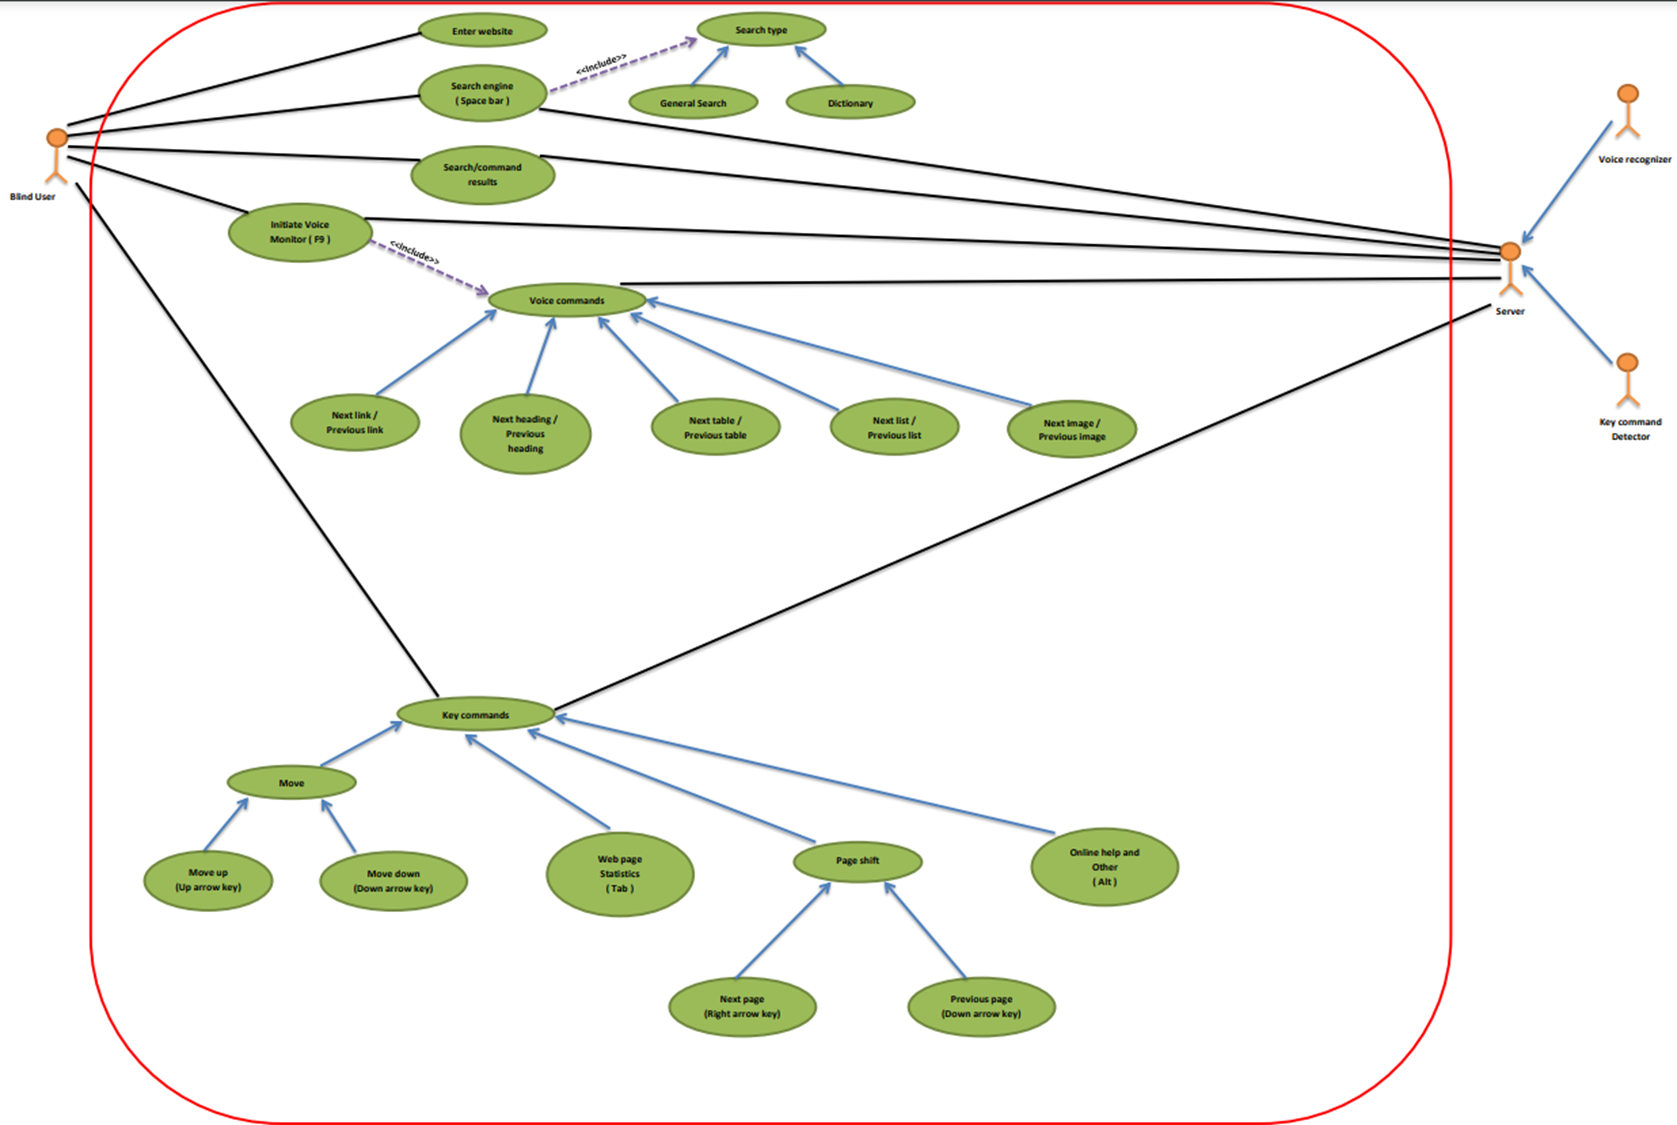 Enter website
Search type
<<include>>
Search engine
( Space bar )
General Search
Dictionary
Voice recognizer
Blind User
Search/command
results
Initiate Voice
Monitor ( F9 )
<<include>>
Voice commands
Server
Next link /
Previous link
Next heading /
Previous
heading
Next table /
Previous table
Next list /
Previous list
Next image /
Previous image
Key command
Detector
Key commands
Move
Move up
(Up arrow key)
Move down
(Down arrow key)
Web page
Statistics
( Tab )
Page shift
Online help and
Other
( Alt )
Next page
(Right arrow key)
Previous page
(Down arrow key)